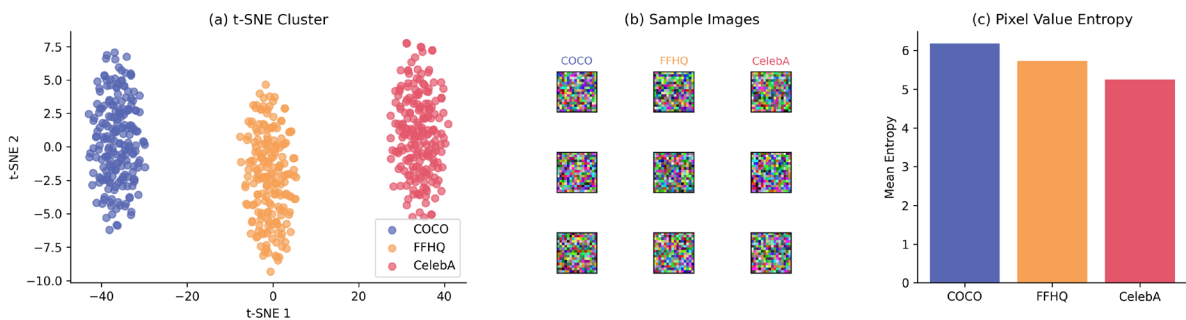 (a) t-SNE Cluster
7.5
5.0
2.5
0.0
−2.5
−5.0
−7.5
−10.0
t-SNE 2
−40
−20
0
20
40
t-SNE 1
COCO
FFHQ
CelebA
(b) Sample Images
COCO FFHQ CelebA
(c) Pixel Value Entropy
6
5
4
3
2
1
0
Mean Entropy
COCO FFHQ CelebA